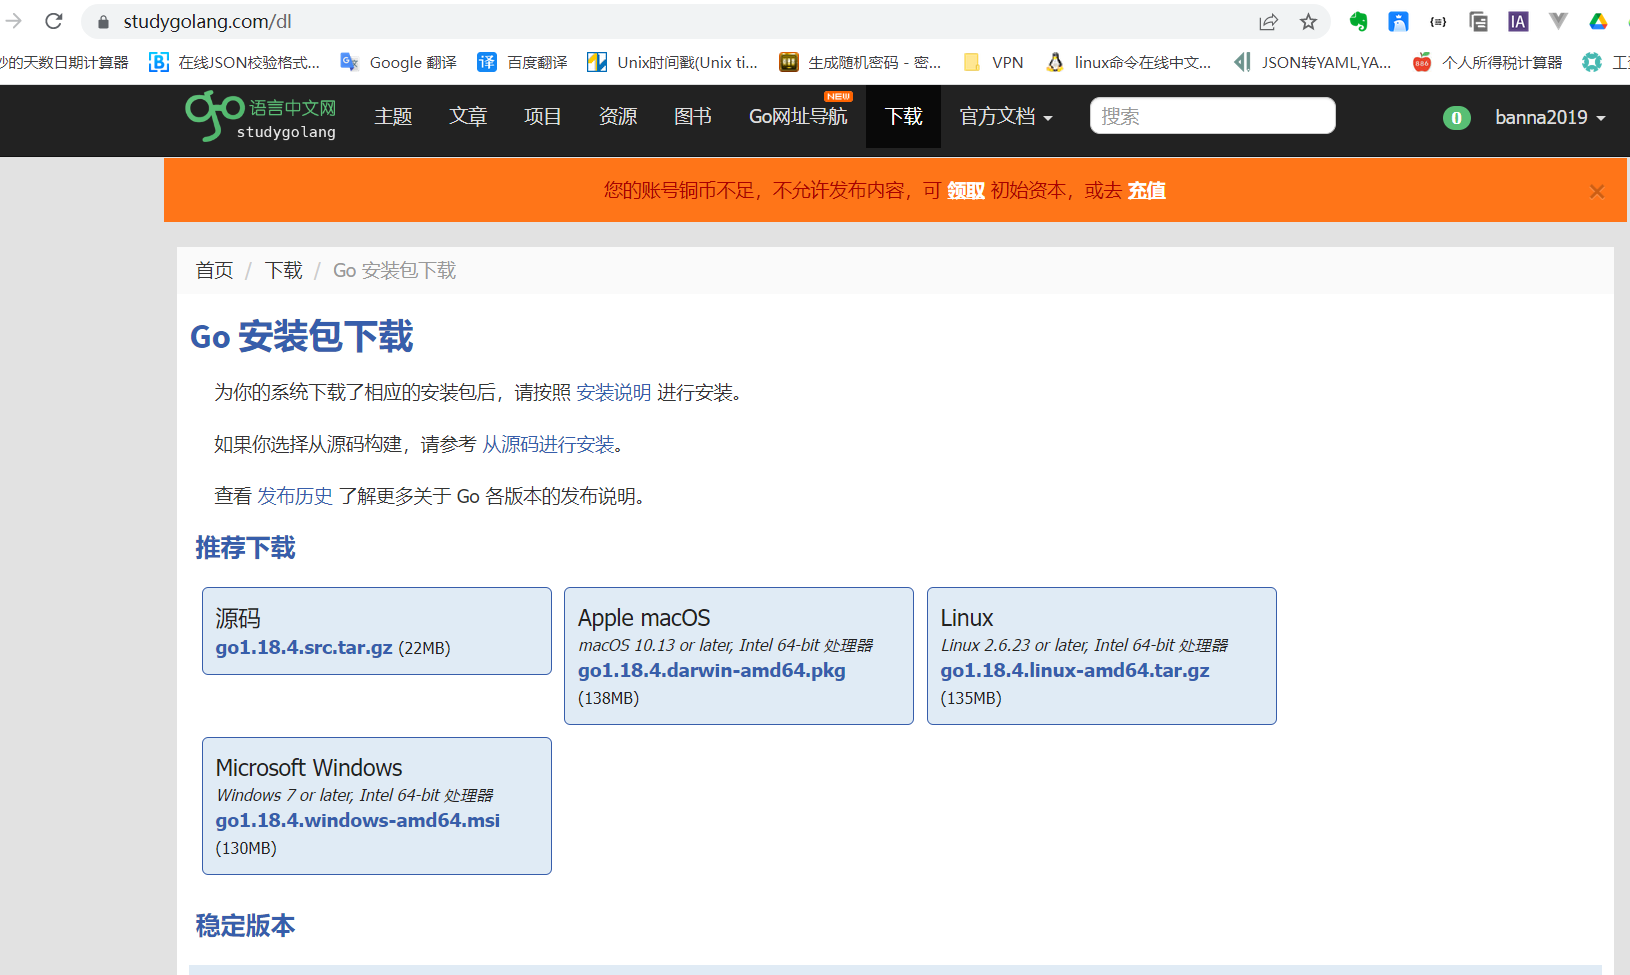 studygolang.com/dl
妙的天数日期计算器 在线JSON校验格式... Google 翻译 百度翻译 Unix时间戳(Unix ti... 生成随机密码 - 密... VPN linux命令在线中文... JSON转YAML,YA... 个人所得税计算器
go 语言中文网 studygolang 主题 文章 项目 资源 图书 Go网址导航 NEW 下载 官方文档 搜索 0 banna2019
您的账号铜币不足，不允许发布内容，可 领取 初始资本，或去 充值 ×
首页 / 下载 / Go 安装包下载
Go 安装包下载
为你的系统下载了相应的安装包后，请按照 安装说明 进行安装。
如果你选择从源码构建，请参考 从源码进行安装。
查看 发布历史 了解更多关于 Go 各版本的发布说明。
推荐下载
源码
go1.18.4.src.tar.gz (22MB)
Apple macOS
macOS 10.13 or later, Intel 64-bit 处理器
go1.18.4.darwin-amd64.pkg
(138MB)
Linux
Linux 2.6.23 or later, Intel 64-bit 处理器
go1.18.4.linux-amd64.tar.gz
(135MB)
Microsoft Windows
Windows 7 or later, Intel 64-bit 处理器
go1.18.4.windows-amd64.msi
(130MB)
稳定版本